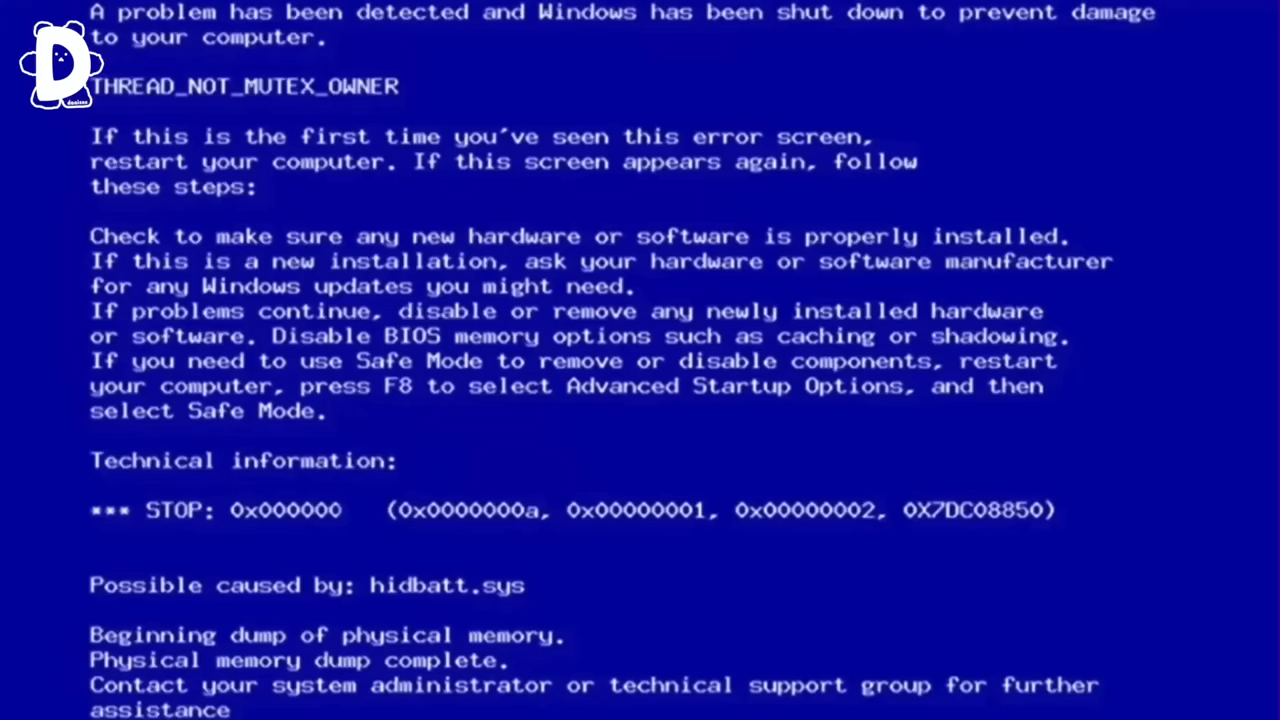 A problem has been detected and Windows has been shut down to prevent damage
to your computer.
D
THREAD_NOT_MUTEX_OWNER
If this is the first time you've seen this error screen,
restart your computer. If this screen appears again, follow
these steps:
Check to make sure any new hardware or software is properly installed.
If this is a new installation, ask your hardware or software manufacturer
for any Windows updates you might need.
If problems continue, disable or remove any newly installed hardware
or software. Disable BIOS memory options such as caching or shadowing.
If you need to use Safe Mode to remove or disable components, restart
your computer, press F8 to select Advanced Startup Options, and then
select Safe Mode.
Technical information:
*** STOP: 0x000000 (0x0000000a, 0x00000001, 0x00000002, 0X7DC08850)
Possible caused by: hidbatt.sys
Beginning dump of physical memory.
Physical memory dump complete.
Contact your system administrator or technical support group for further
assistance